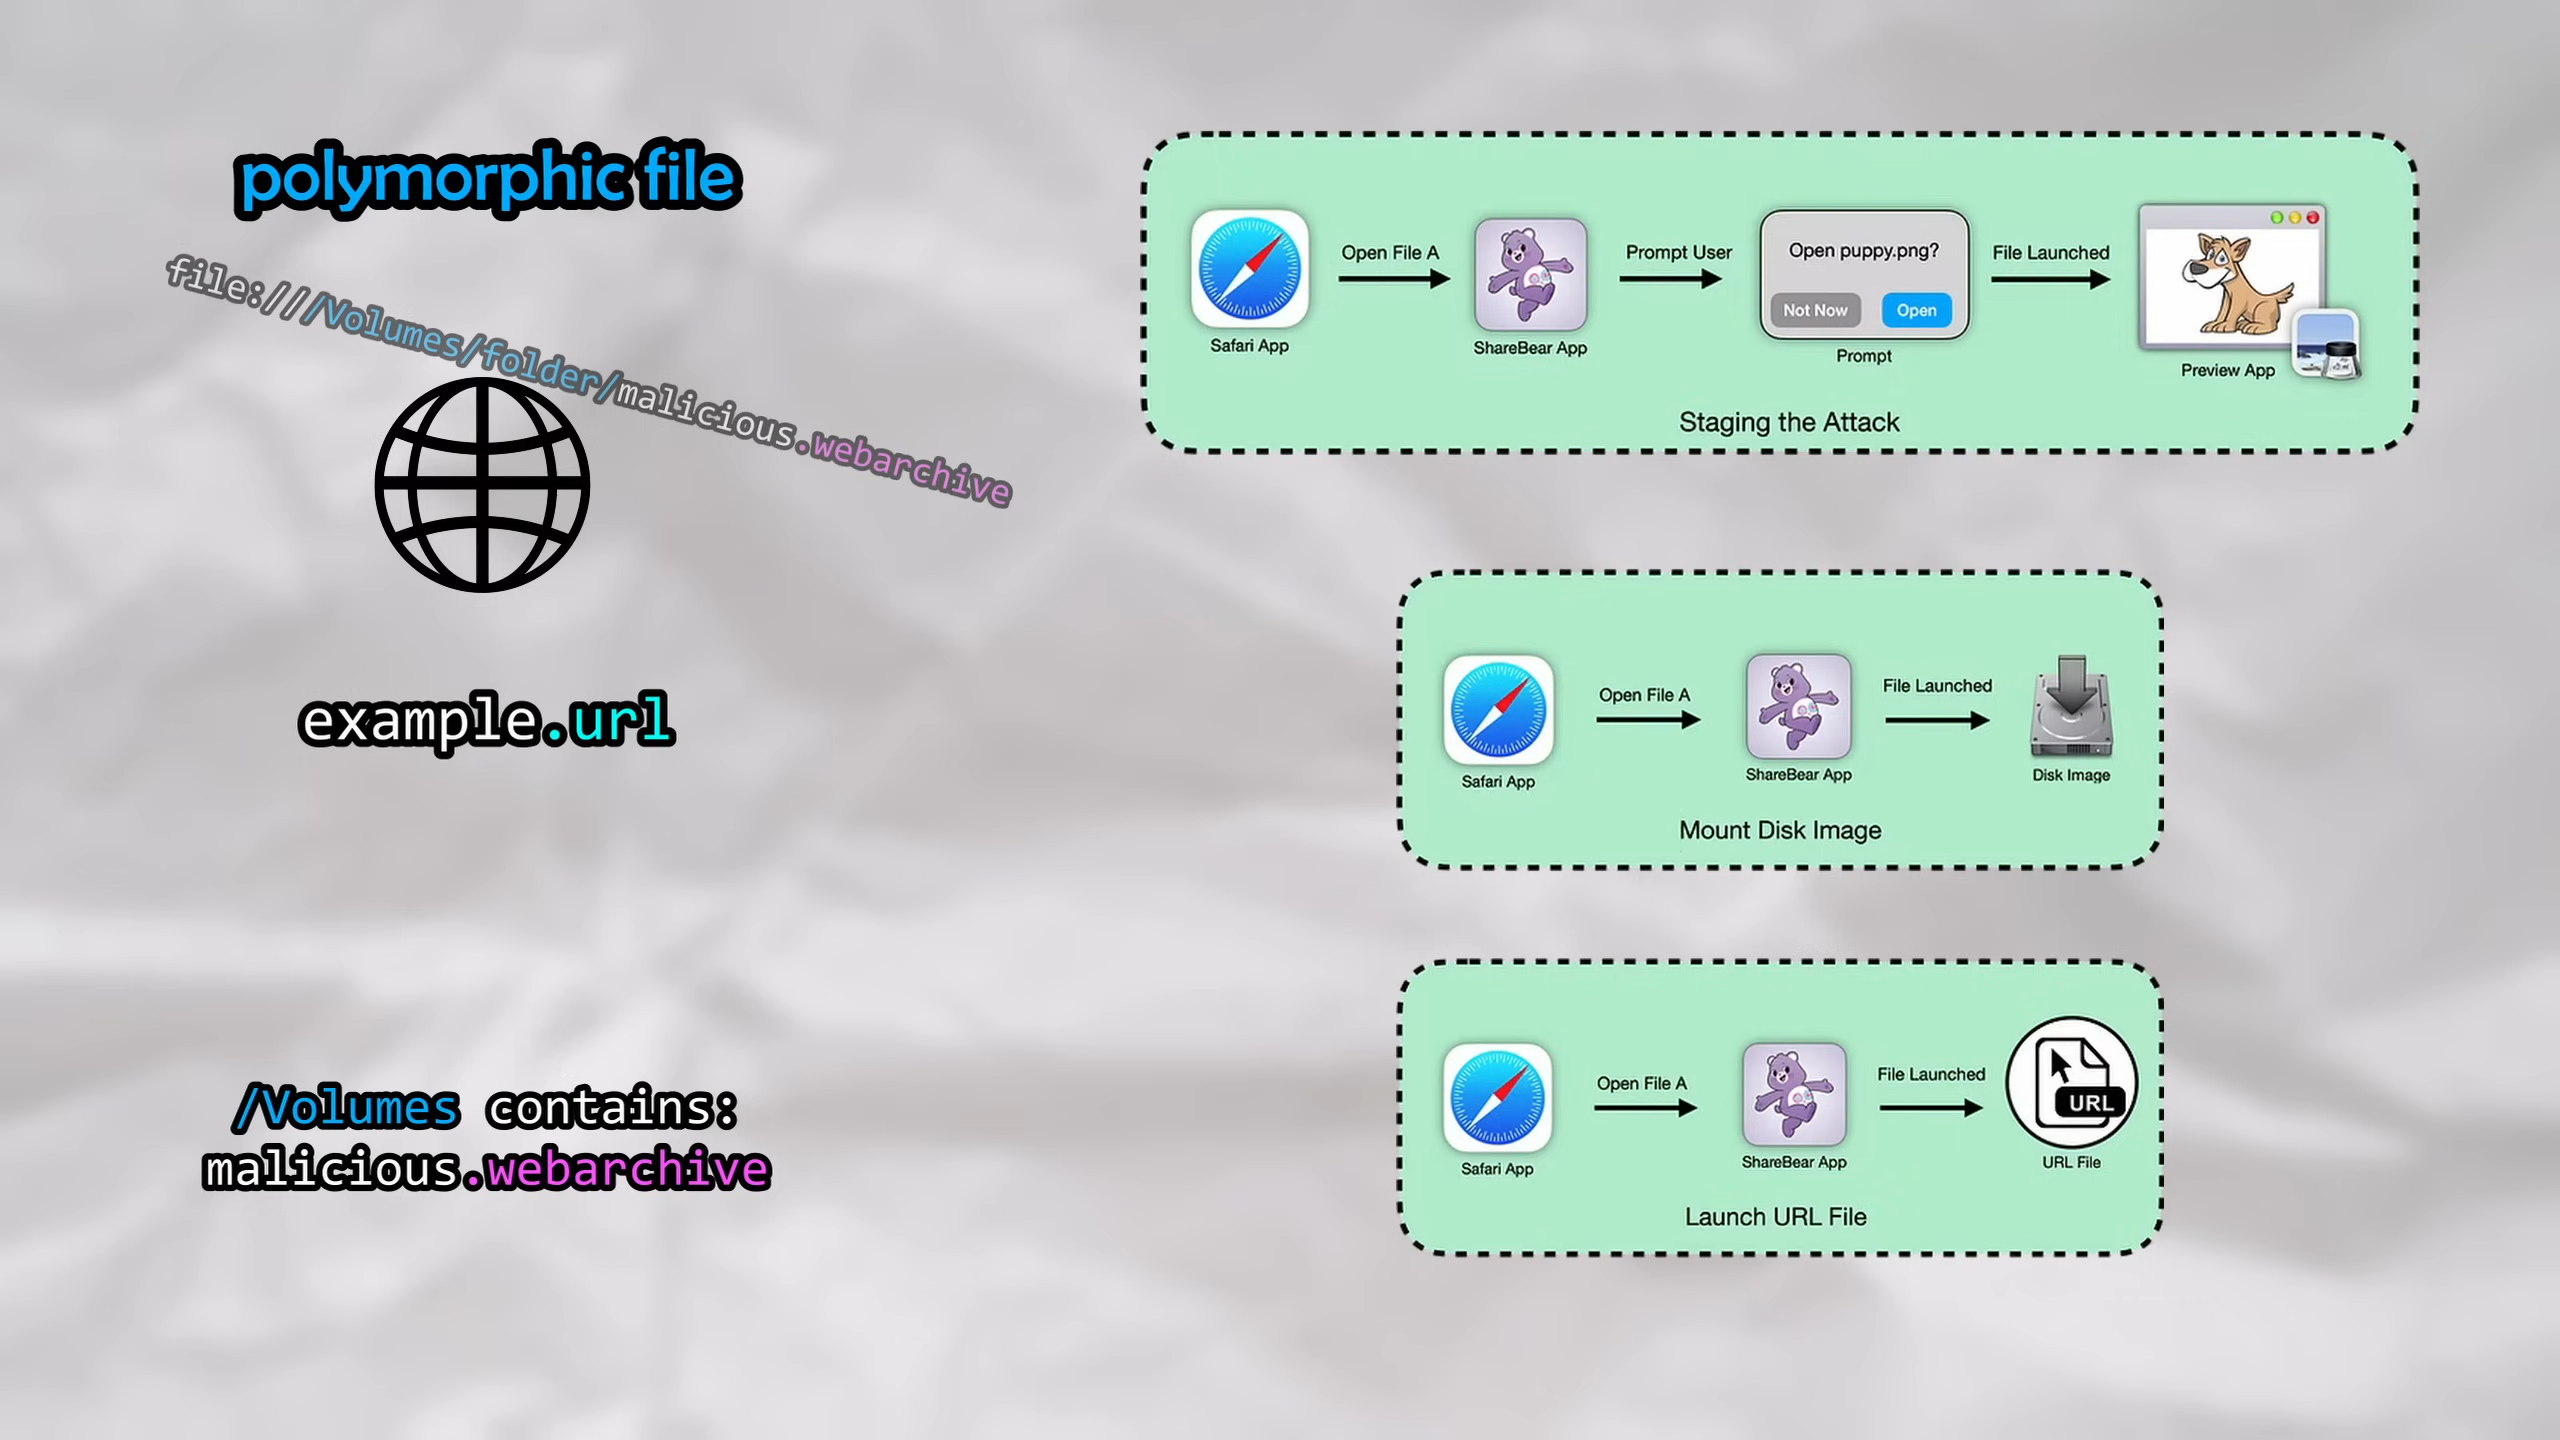 polymorphic file
file:///Volumes/folder/malicious.webarchive
example.url
/Volumes contains:
malicious.webarchive
Open File A
Prompt User
Open puppy.png?
Not Now
Open
File Launched
Safari App
ShareBear App
Prompt
Preview App
Staging the Attack
Open File A
File Launched
Safari App
ShareBear App
Disk Image
Mount Disk Image
Open File A
File Launched
URL
Safari App
ShareBear App
URL File
Launch URL File